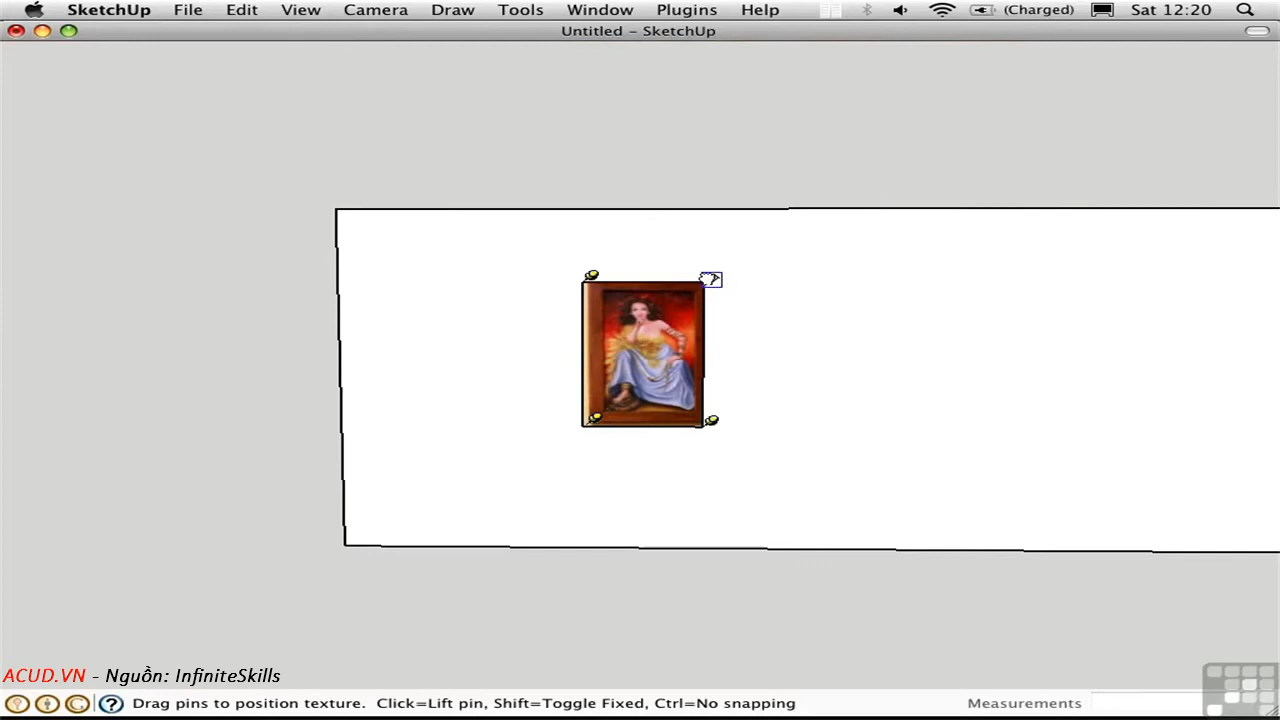 SketchUp File Edit View Camera Draw Tools Window Plugins Help (Charged) Sat 12:20
Untitled - SketchUp
ACUD.VN - Nguồn: InfiniteSkills
Drag pins to position texture. Click=Lift pin, Shift=Toggle Fixed, Ctrl=No snapping Measurements